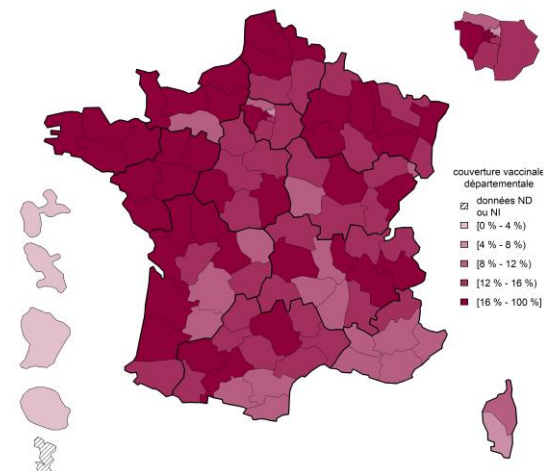 couverture vaccinale
départementale
données ND
ou NI
[0 % - 4 %)
[4 % - 8 %)
[8 % - 12 %)
[12 % - 16 %)
[16 % - 100 %]